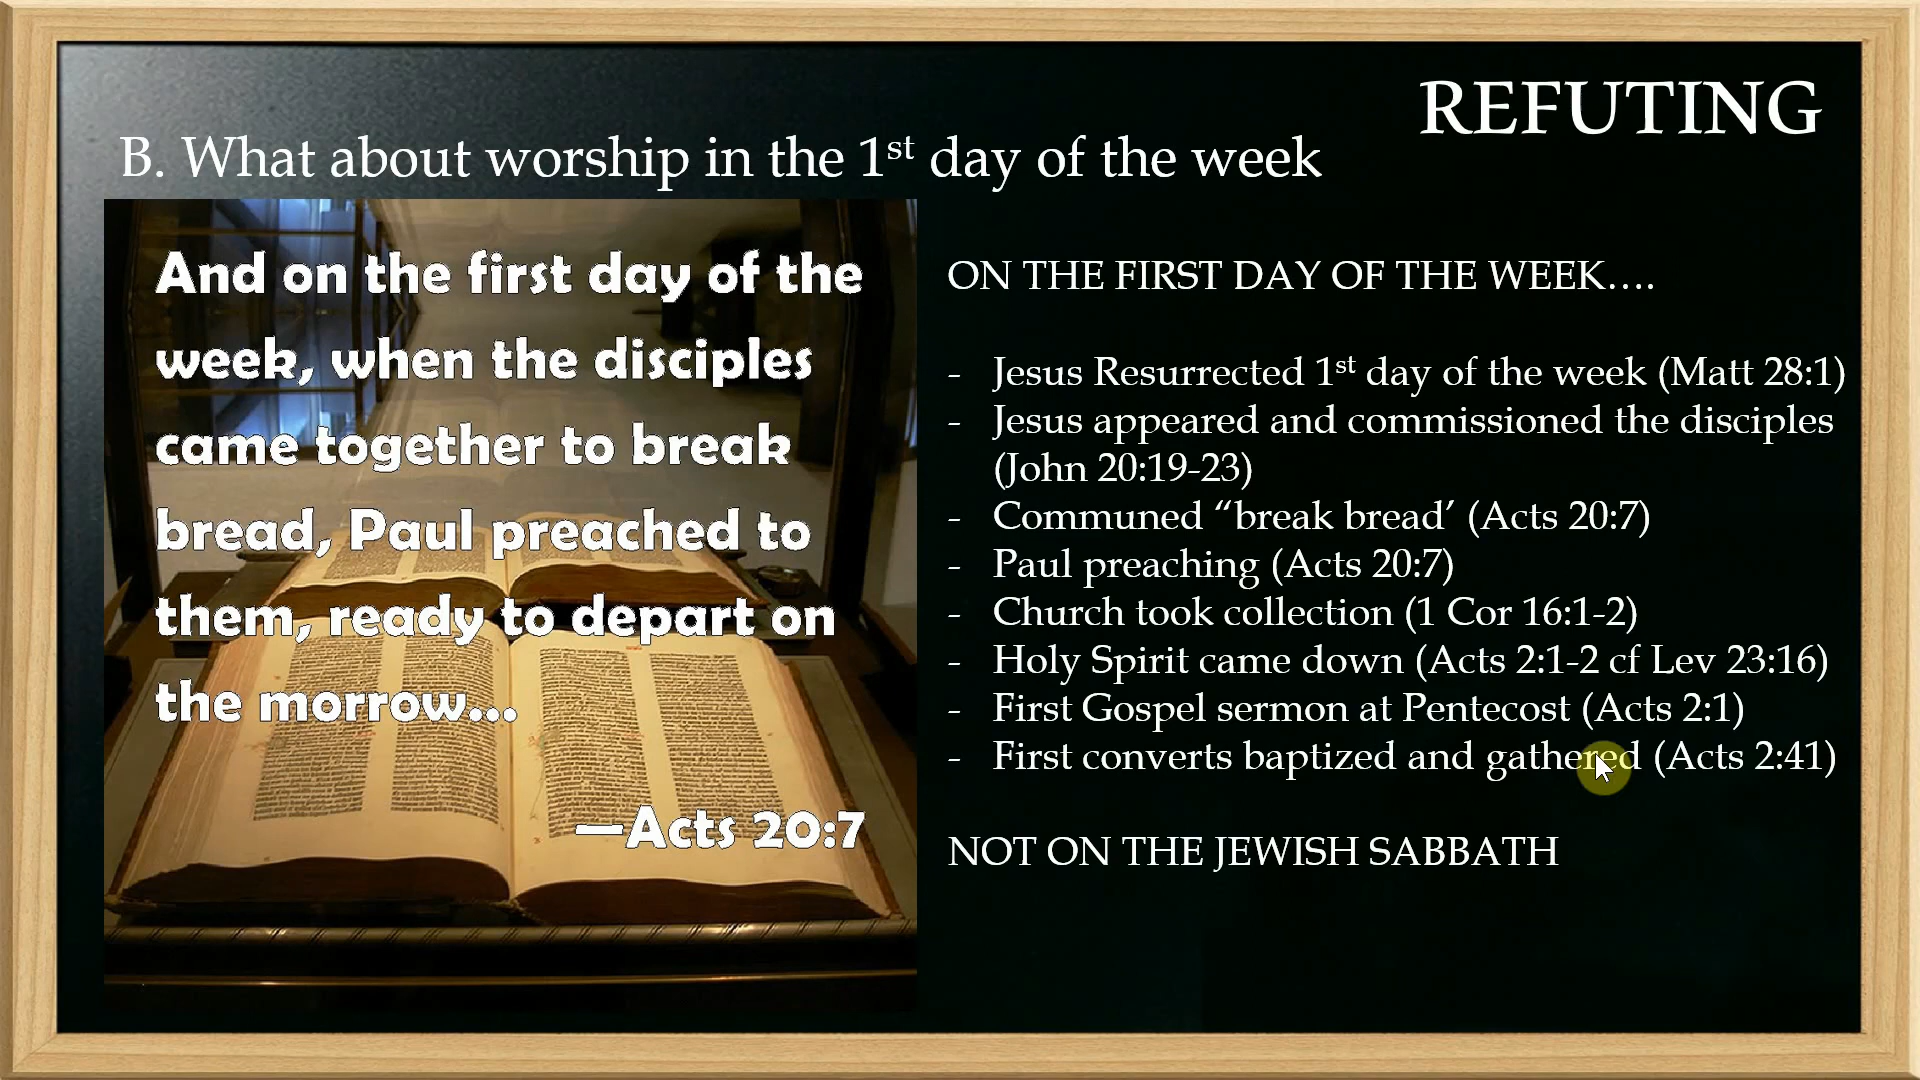 REFUTING
B. What about worship in the 1st day of the week
And on the first day of the
week, when the disciples
came together to break
bread, Paul preached to
them, ready to depart on
the morrow...
—Acts 20:7
ON THE FIRST DAY OF THE WEEK….
- Jesus Resurrected 1st day of the week (Matt 28:1)
- Jesus appeared and commissioned the disciples
(John 20:19-23)
- Communed “break bread’ (Acts 20:7)
- Paul preaching (Acts 20:7)
- Church took collection (1 Cor 16:1-2)
- Holy Spirit came down (Acts 2:1-2 cf Lev 23:16)
- First Gospel sermon at Pentecost (Acts 2:1)
- First converts baptized and gathered (Acts 2:41)
NOT ON THE JEWISH SABBATH